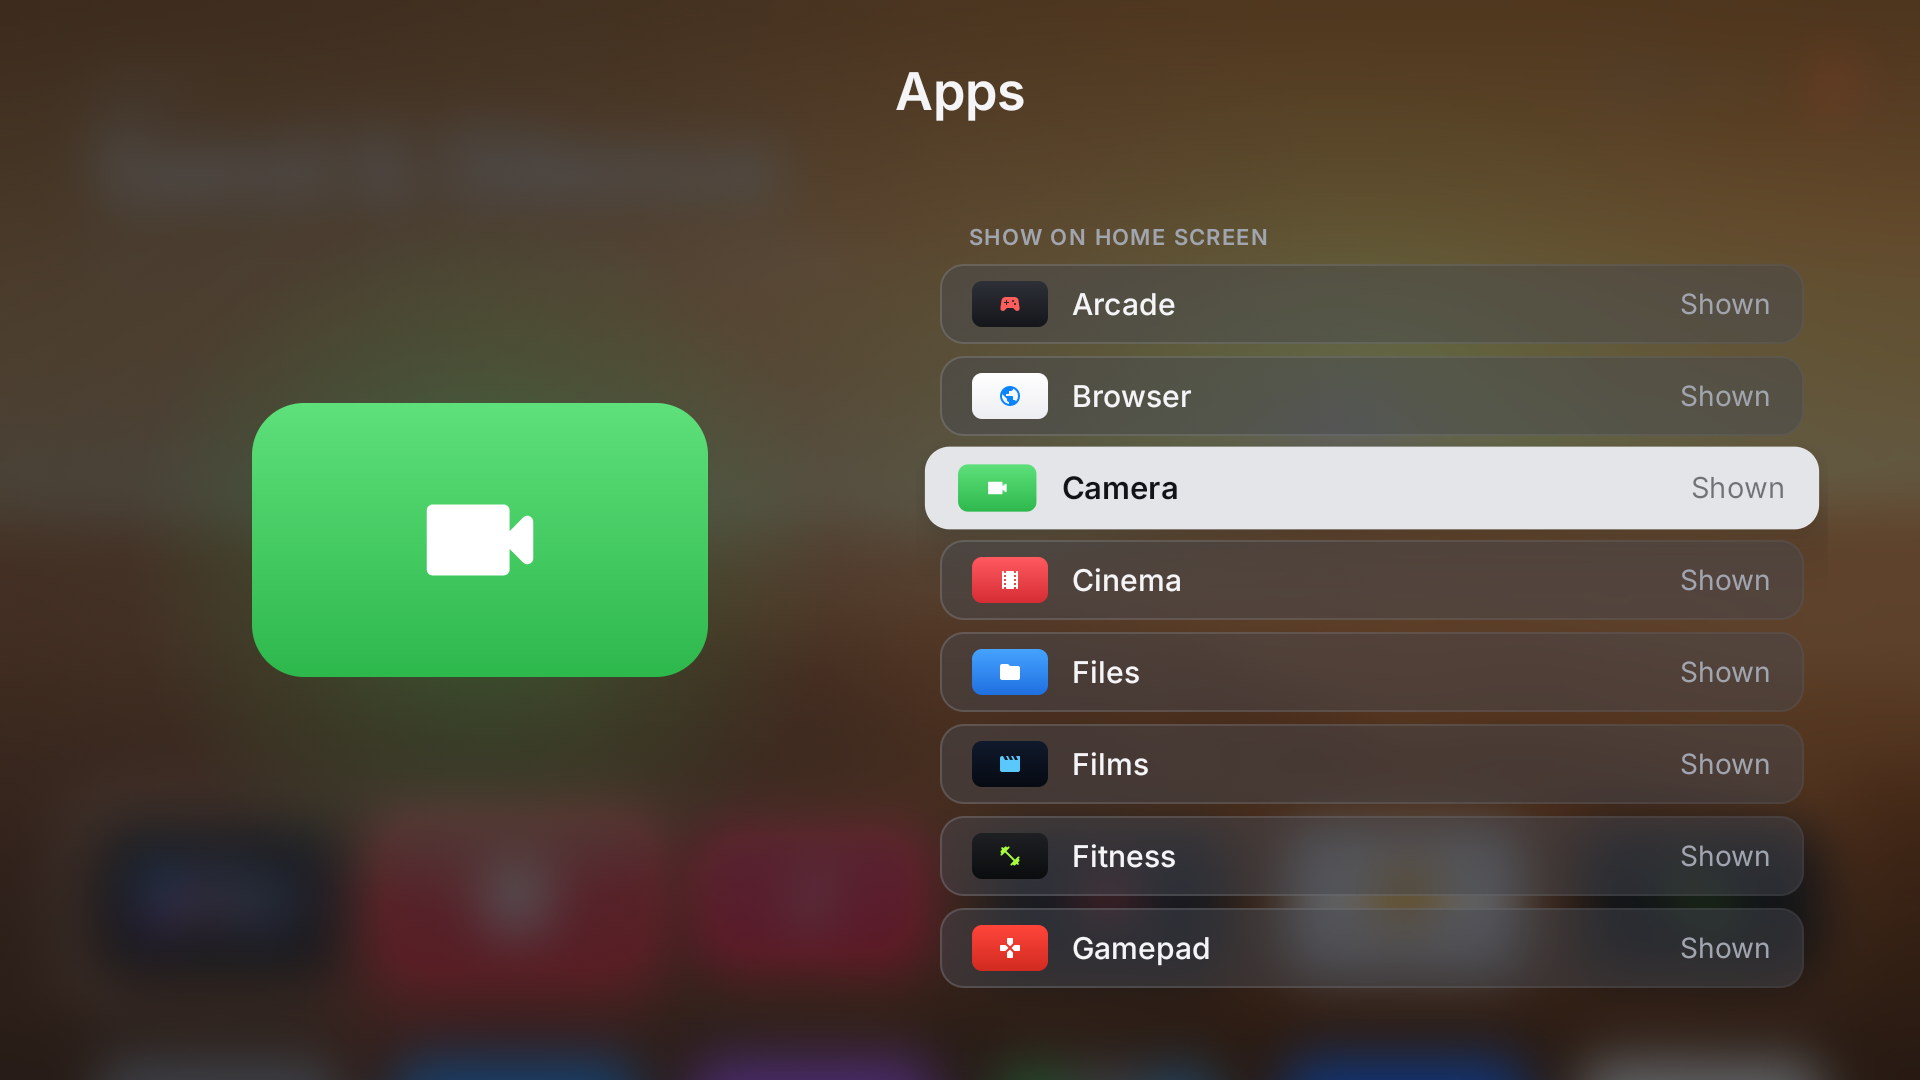 Apps
SHOW ON HOME SCREEN
Arcade Shown
Browser Shown
Camera Shown
Cinema Shown
Files Shown
Films Shown
Fitness Shown
Gamepad Shown